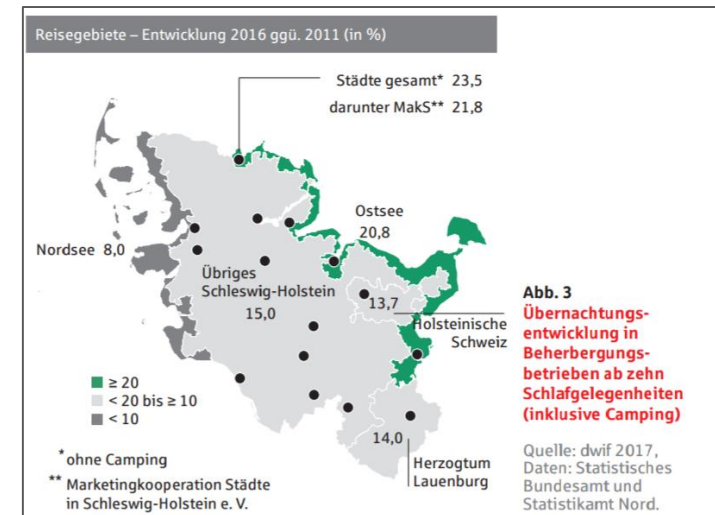 Reisegebiete – Entwicklung 2016 ggü. 2011 (in %)
Städte gesamt* 23,5
darunter MakS** 21,8
Ostsee
20,8
Nordsee 8,0
Übriges
Schleswig-Holstein
15,0
13,7
Holsteinische
Schweiz
≥ 20
< 20 bis ≥ 10
< 10
14,0
Herzogtum
Lauenburg
* ohne Camping
** Marketingkooperation Städte
in Schleswig-Holstein e. V.
Abb. 3
Übernachtungs-
entwicklung in
Beherbergungs-
betrieben ab zehn
Schlafgelegenheiten
(inklusive Camping)
Quelle: dwif 2017,
Daten: Statistisches
Bundesamt und
Statistikamt Nord.